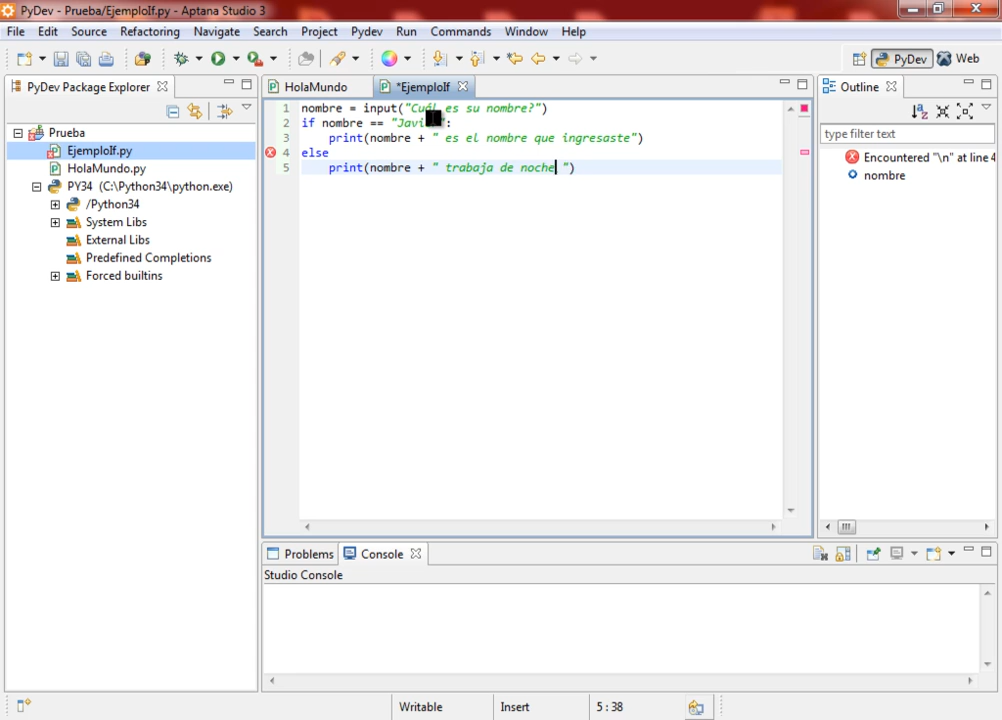 PyDev - Prueba/EjemploIf.py - Aptana Studio 3
File Edit Source Refactoring Navigate Search Project Pydev Run Commands Window Help
PyDev Web
PyDev Package Explorer
Prueba
EjemploIf.py
HolaMundo.py
PY34 (C:\Python34\python.exe)
/Python34
System Libs
External Libs
Predefined Completions
Forced builtins
HolaMundo *EjemploIf
1 nombre = input("Cuál es su nombre?")
2 if nombre == "Javi
3 print(nombre + " es el nombre que ingresaste")
4 else
5 print(nombre + " trabaja de noche ")
Outline
type filter text
Encountered "\n" at line 4
nombre
Problems Console
Studio Console
Writable Insert 5 : 38